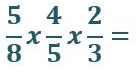 5/8 x 4/5 x 2/3 =